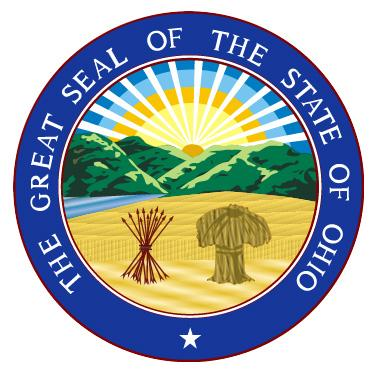 THE GREAT SEAL OF THE STATE OF OHIO